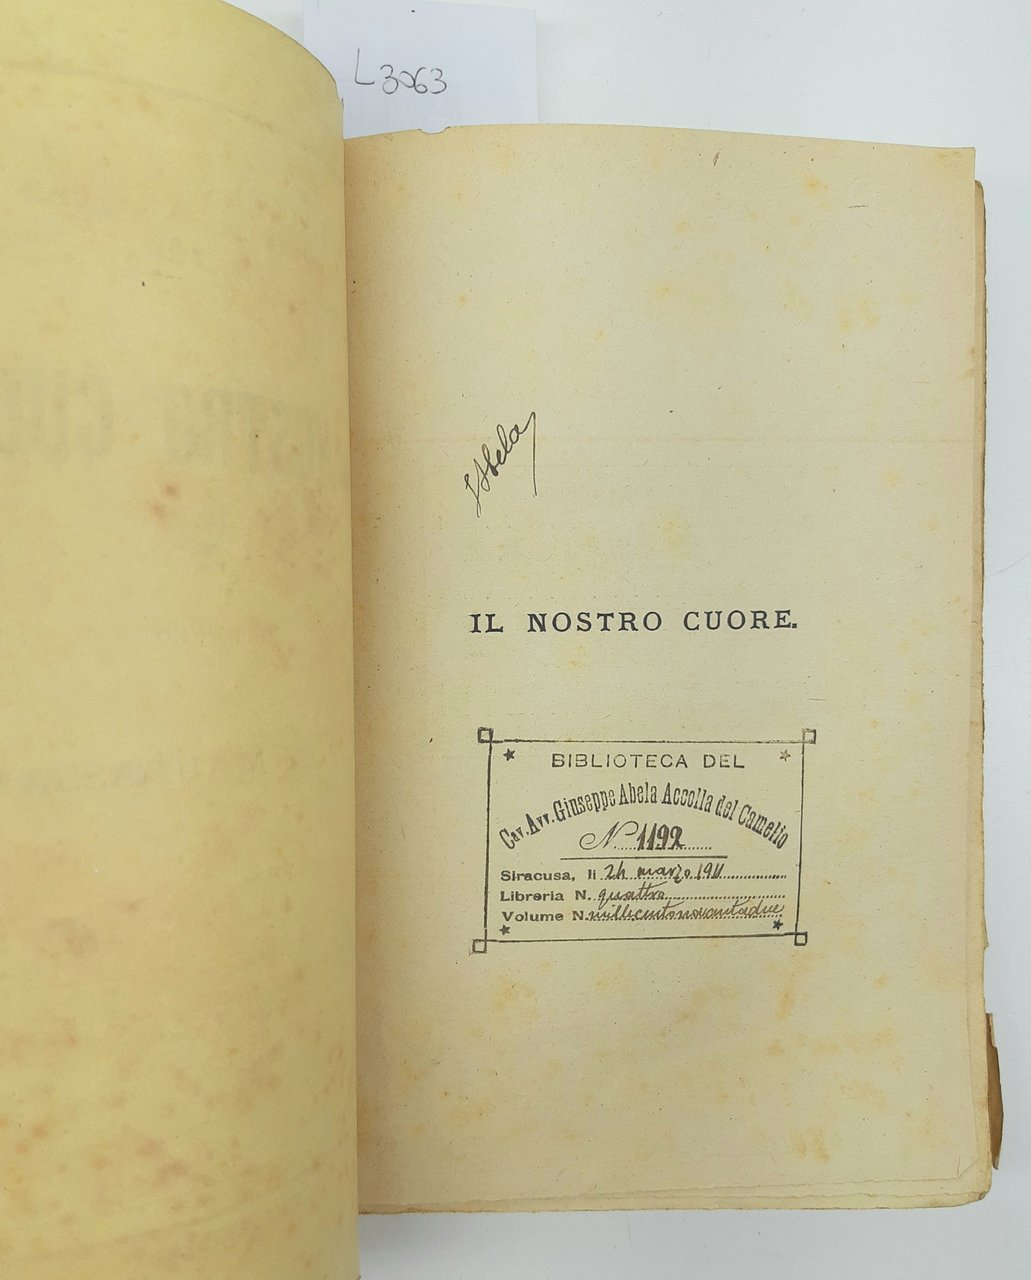 L3063
Abela
IL NOSTRO CUORE.
BIBLIOTECA DEL
Cav. Avv. Giuseppe Abela Accolla del Camelio
N. 1192
Siracusa, li 24 marzo 1911
Libreria N. quattro
Volume N. millecentonovantadue